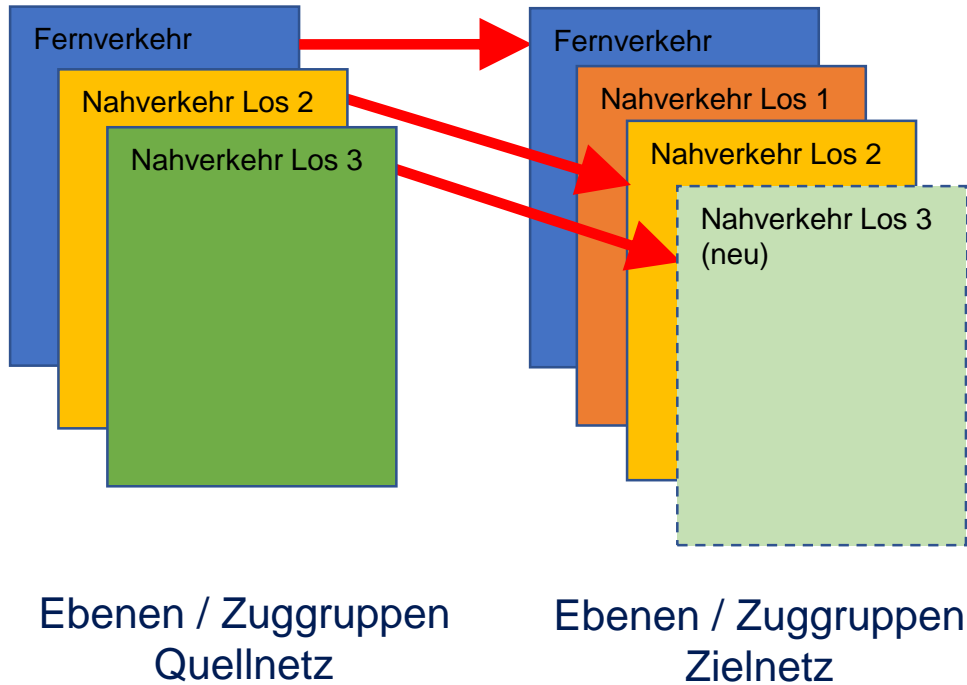 Fernverkehr
Nahverkehr Los 2
Nahverkehr Los 3
Ebenen / Zuggruppen
Quellnetz
Fernverkehr
Nahverkehr Los 1
Nahverkehr Los 2
Nahverkehr Los 3
(neu)
Ebenen / Zuggruppen
Zielnetz